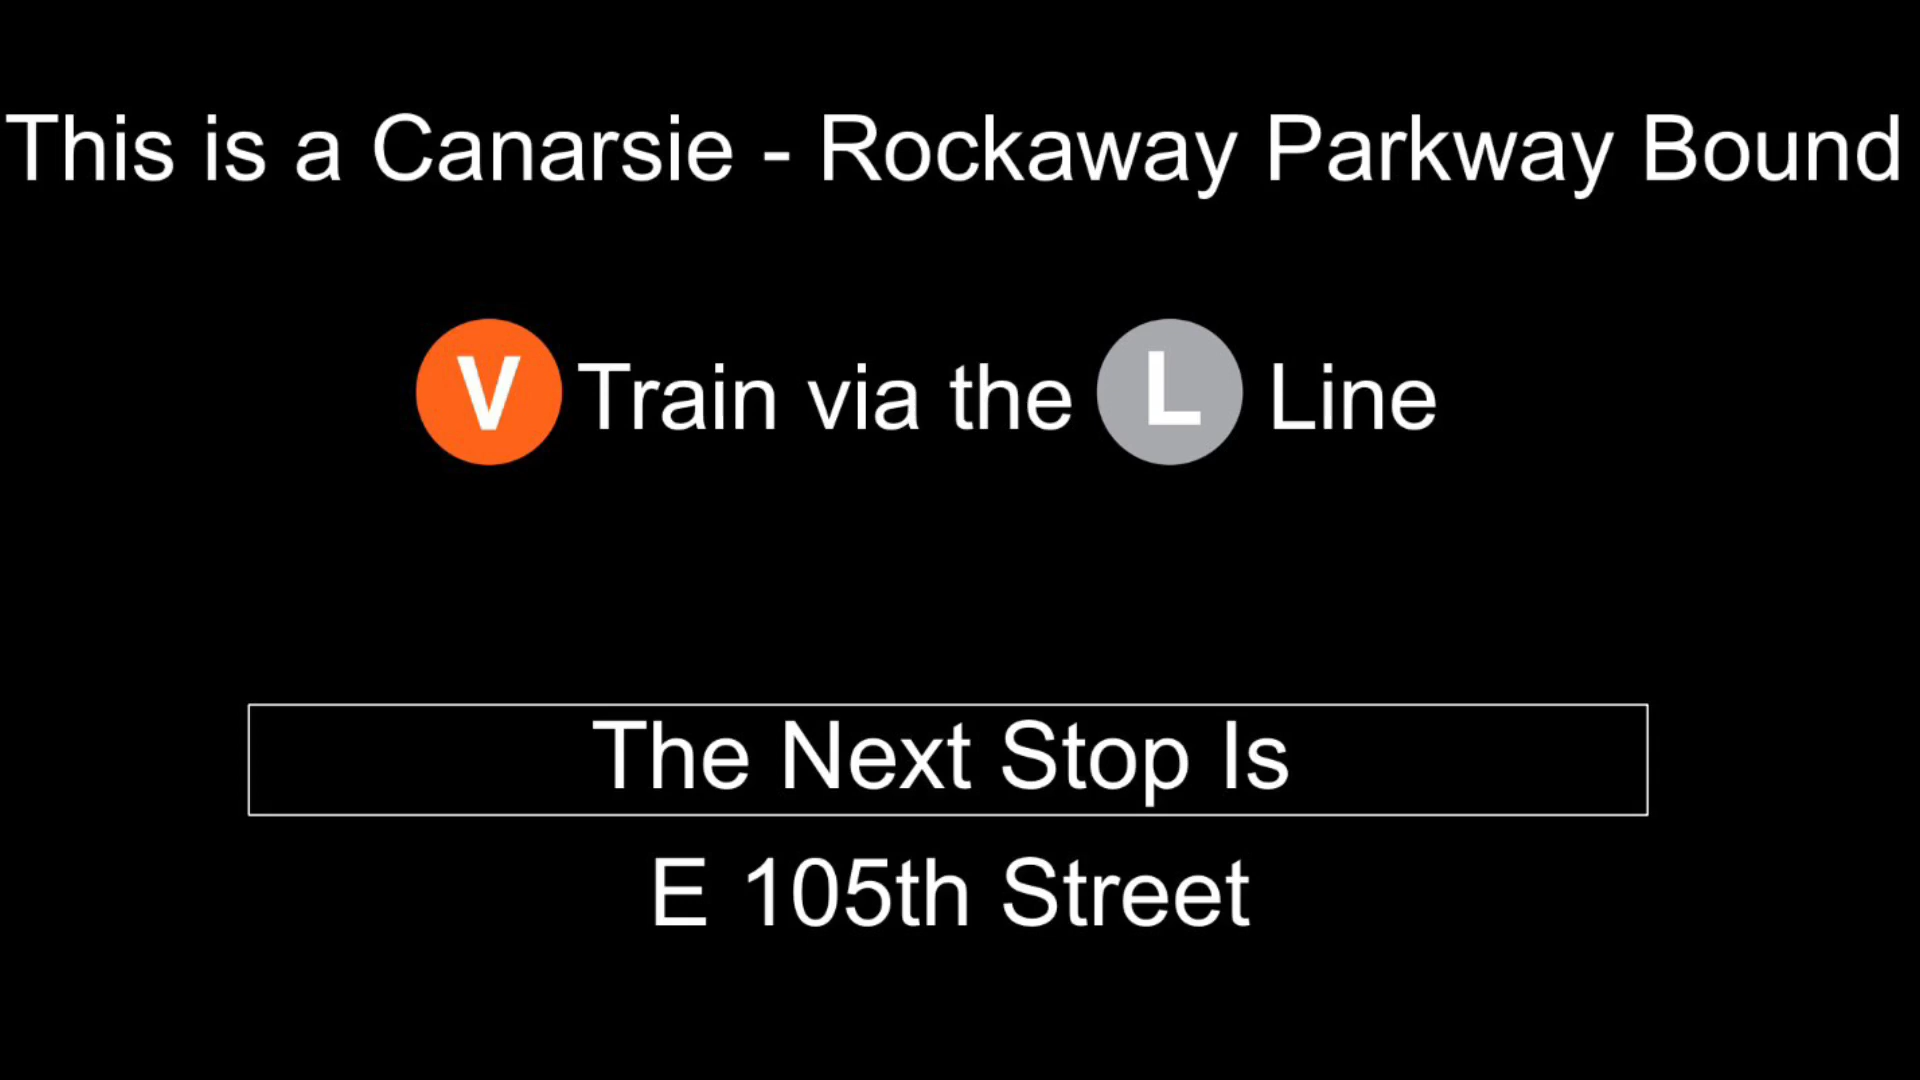 This is a Canarsie - Rockaway Parkway Bound
V Train via the L Line
The Next Stop Is
E 105th Street